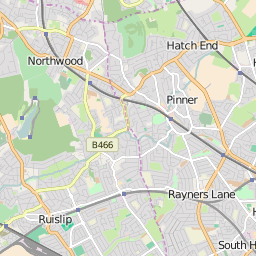 Hatch End
H
Northwood
Pinner
B466
H
Rayners Lane
Ruislip
South H